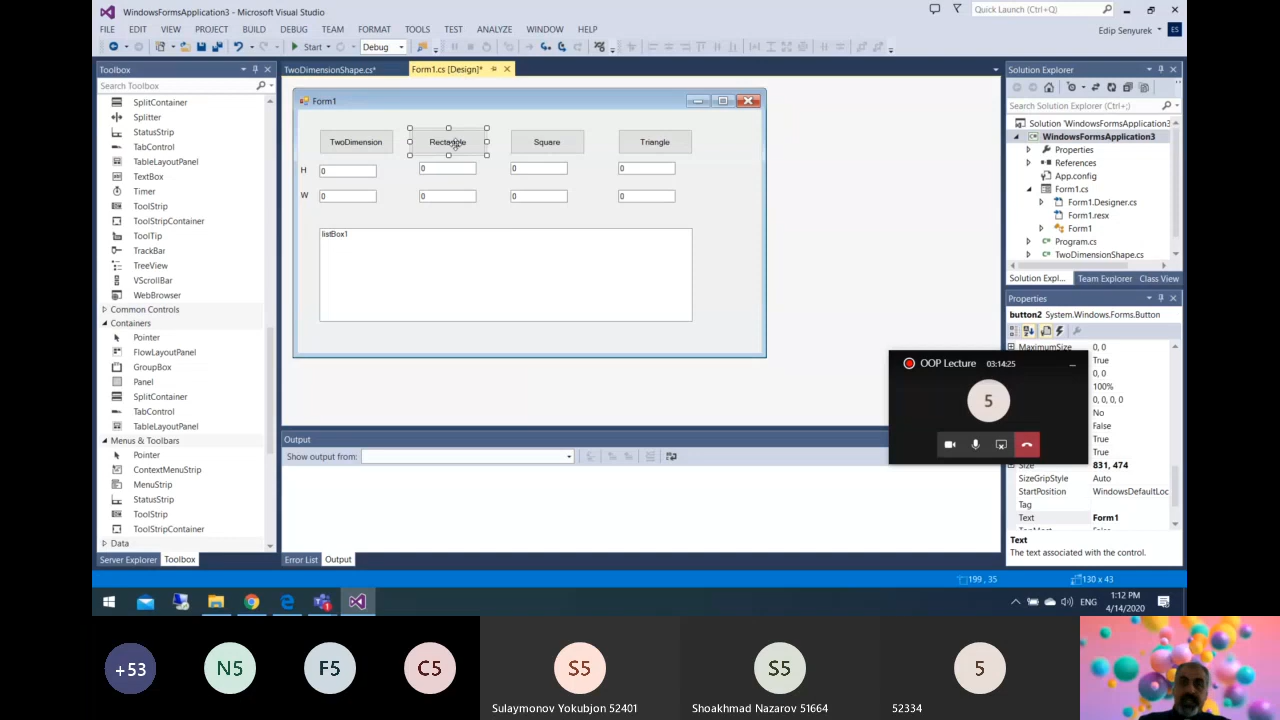 WindowsFormsApplication3 - Microsoft Visual Studio
Quick Launch (Ctrl+Q)
FILE EDIT VIEW PROJECT BUILD DEBUG TEAM FORMAT TOOLS TEST ANALYZE WINDOW HELP
Edip Senyurek
ES
Start
Debug
Toolbox
Search Toolbox
SplitContainer
Splitter
StatusStrip
TabControl
TableLayoutPanel
TextBox
Timer
ToolStrip
ToolStripContainer
ToolTip
TrackBar
TreeView
VScrollBar
WebBrowser
Common Controls
Containers
Pointer
FlowLayoutPanel
GroupBox
Panel
SplitContainer
TabControl
TableLayoutPanel
Menus & Toolbars
Pointer
ContextMenuStrip
MenuStrip
StatusStrip
ToolStrip
ToolStripContainer
Data
Server Explorer Toolbox
TwoDimensionShape.cs* Form1.cs [Design]*
Form1
TwoDimension Rectangle Square Triangle
H 0 0 0 0
W 0 0 0 0
listBox1
Output
Show output from:
Error List Output
Solution Explorer
Search Solution Explorer (Ctrl+;)
Solution 'WindowsFormsApplication3'
WindowsFormsApplication3
Properties
References
App.config
Form1.cs
Form1.Designer.cs
Form1.resx
Form1
Program.cs
TwoDimensionShape.cs
Solution Expl... Team Explorer Class View
Properties
button2 System.Windows.Forms.Button
MaximumSize 0, 0
True
0, 0
100%
0, 0, 0, 0
No
False
True
True
Size 831, 474
SizeGripStyle Auto
StartPosition WindowsDefaultLoc
Tag
Text Form1
Text
The text associated with the control.
OOP Lecture 03:14:25
5
199 , 35
130 x 43
ENG
1:12 PM
4/14/2020
+53
N5
F5
C5
S5
Sulaymonov Yokubjon 52401
S5
Shoakhmad Nazarov 51664
5
52334